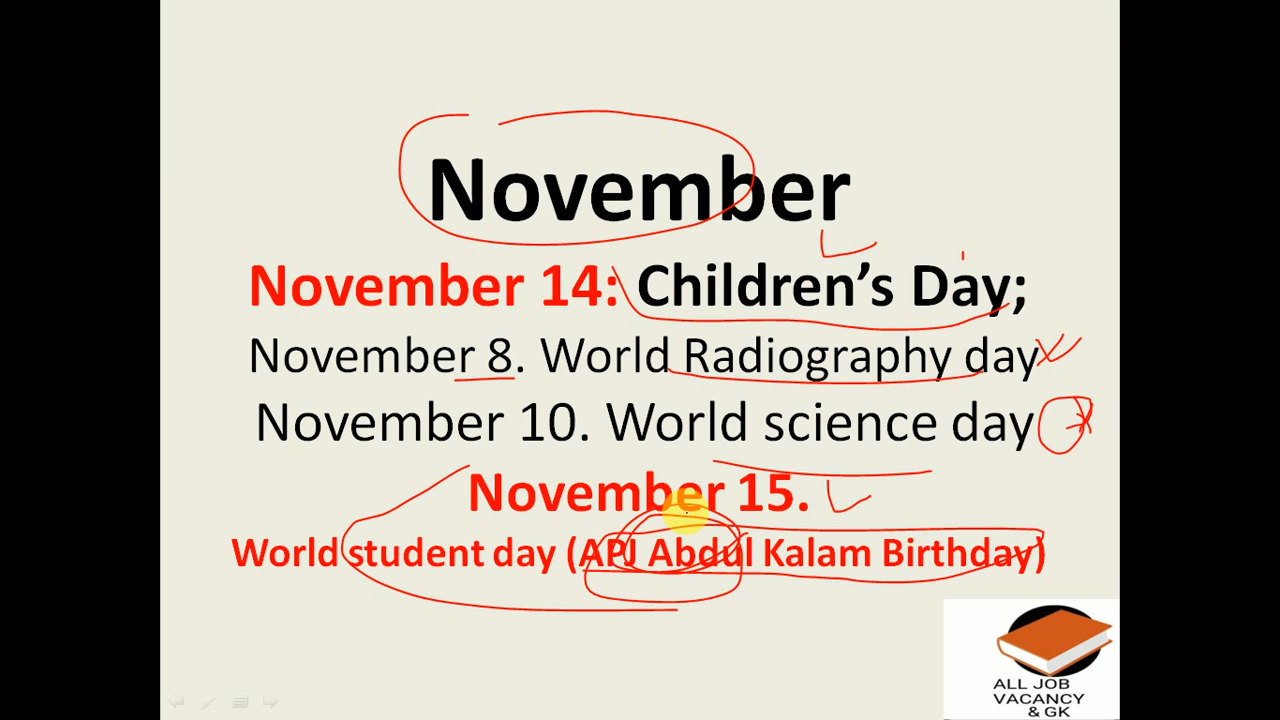 November
November 14: Children's Day;
November 8. World Radiography day
November 10. World science day
November 15.
World student day (APJ Abdul Kalam Birthday)
ALL JOB
VACANCY
& GK